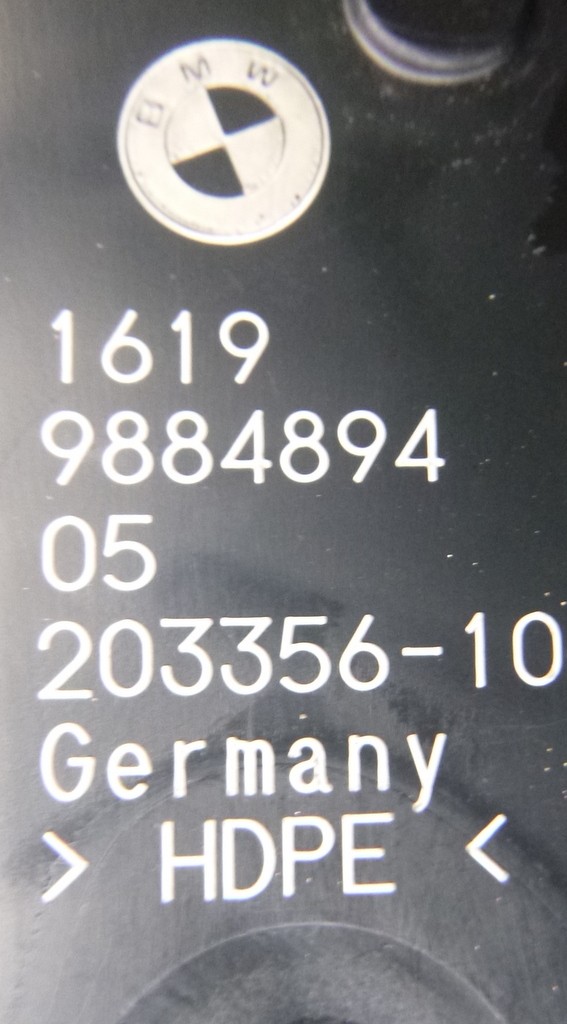 BMW
1619
9884894
05
203356-10
Germany
> HDPE <